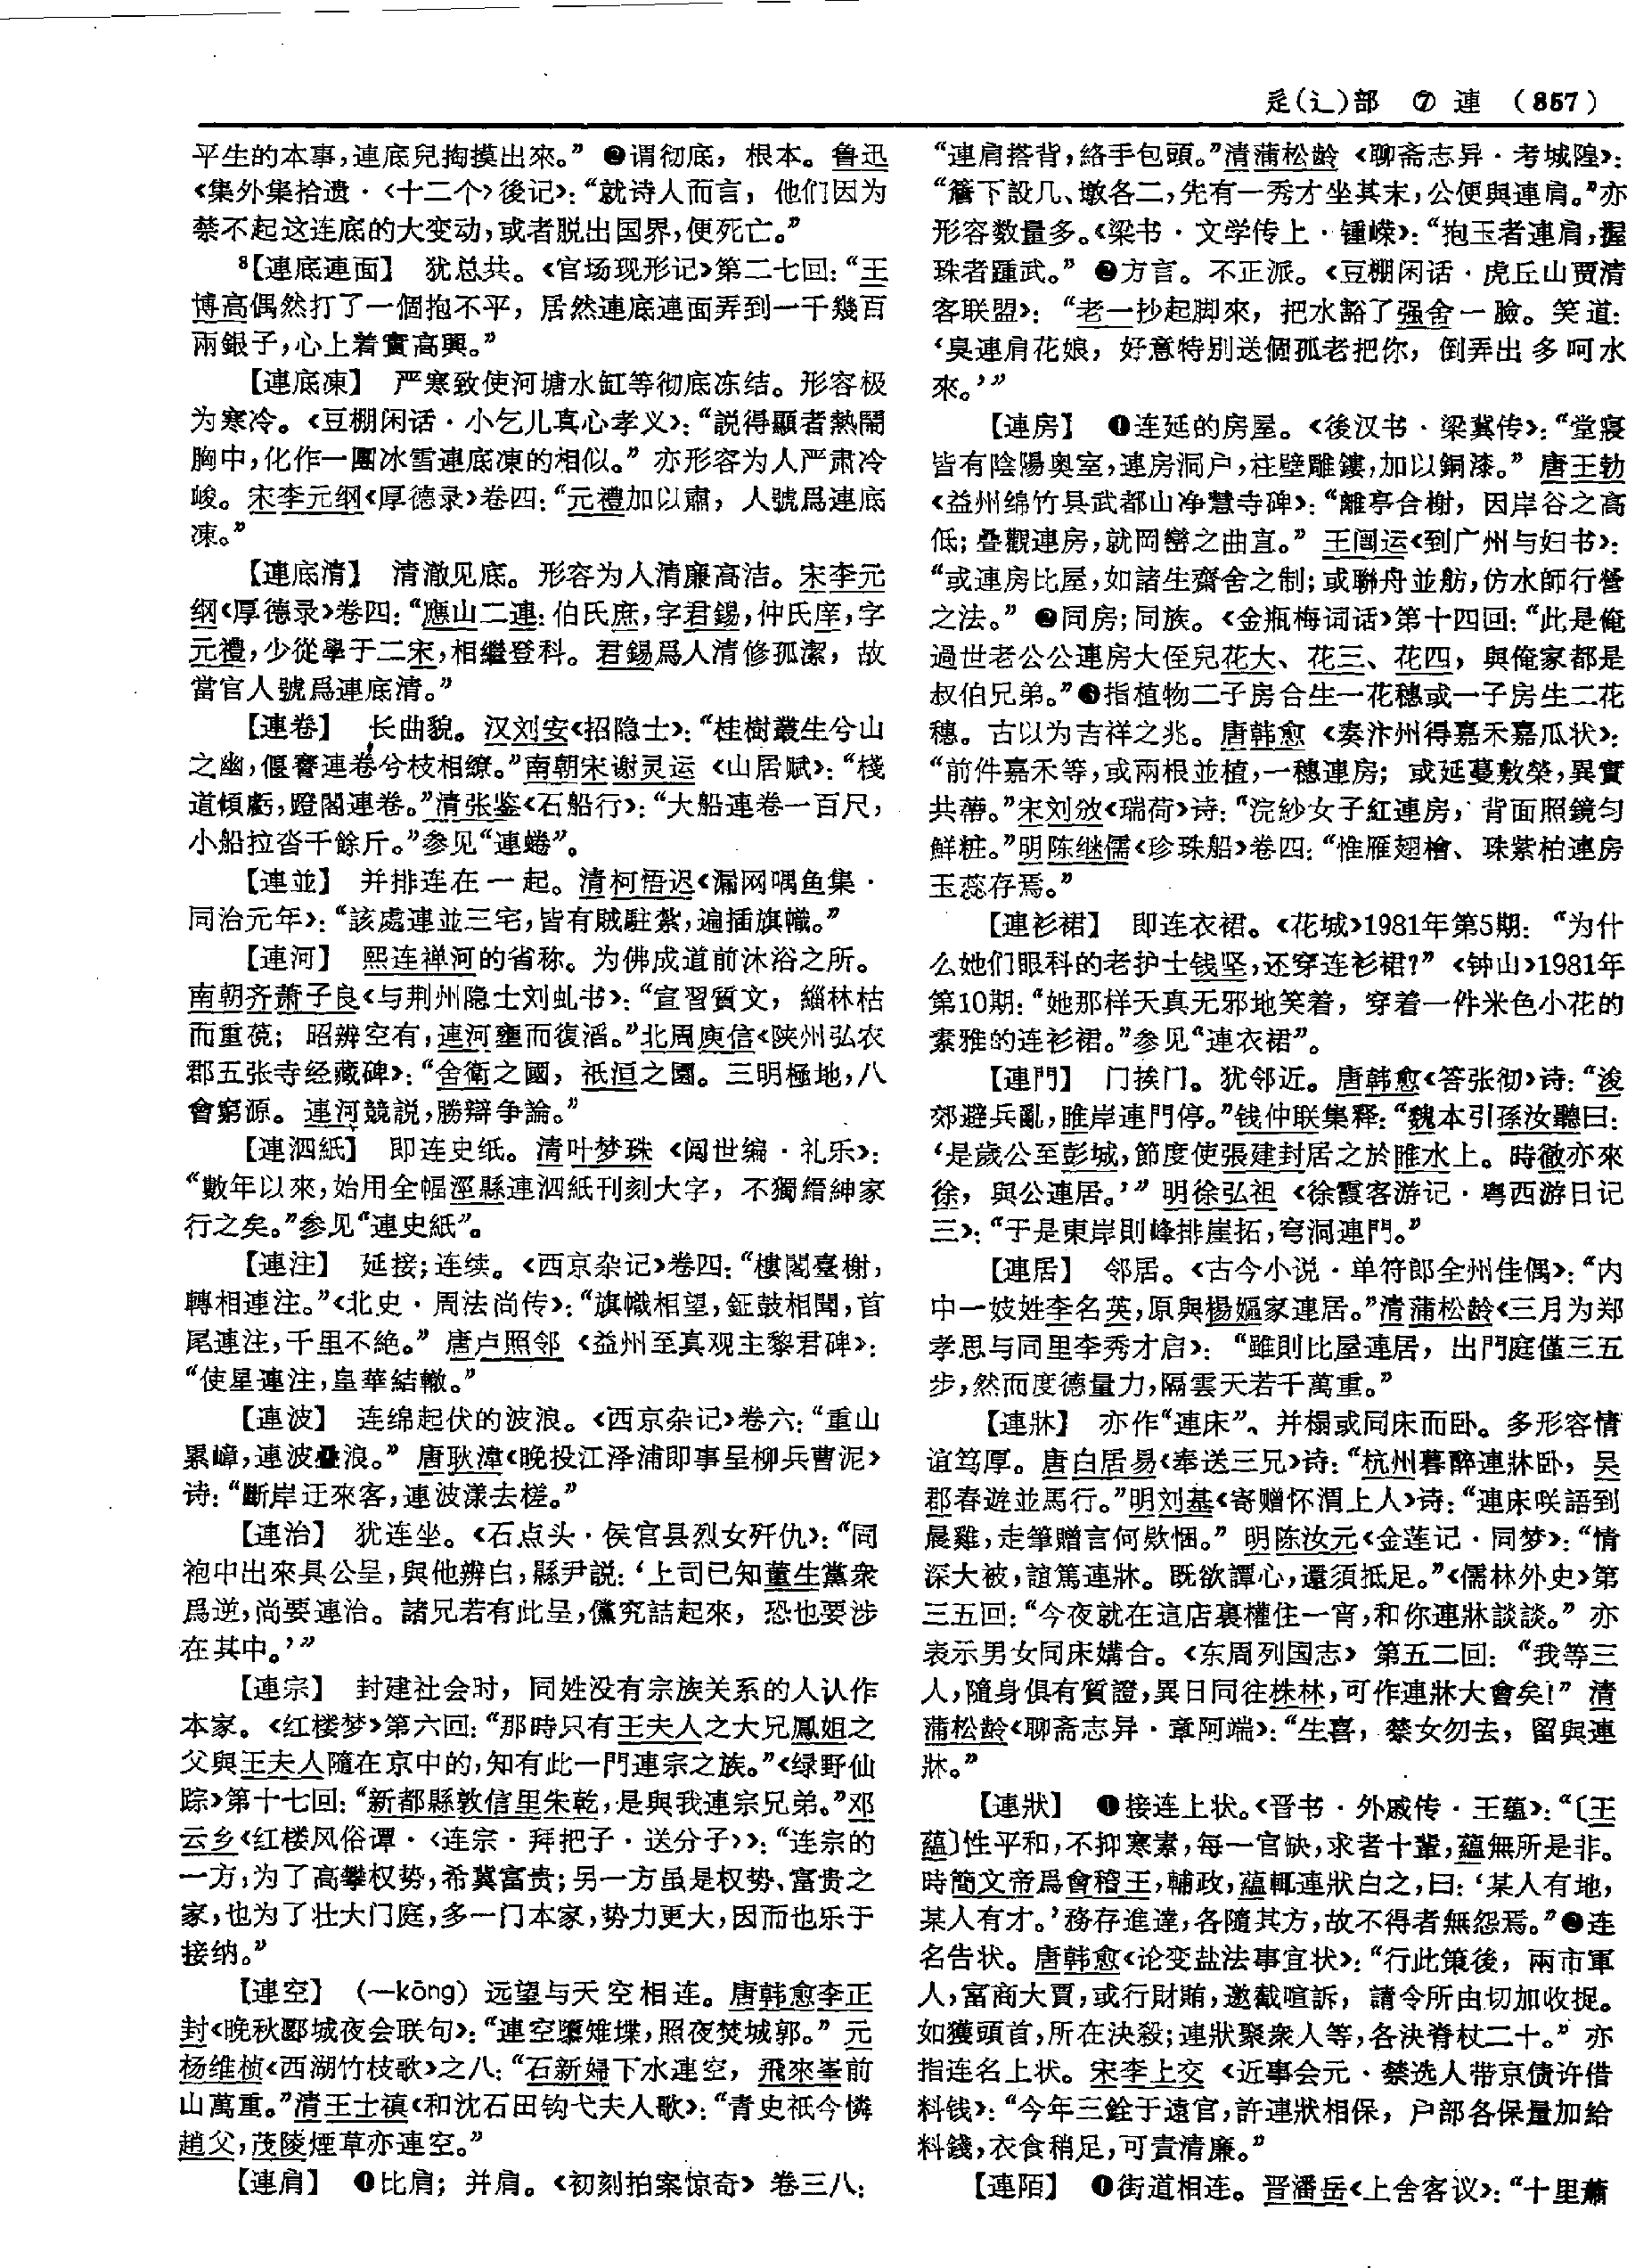 辵(辶)部 ⑦ 連 (857)
平生的本事，連底兒掏摸出來。” ❷谓彻底，根本。鲁迅
《集外集拾遗·〈十二个〉後记》：“就诗人而言，他们因为
禁不起这连底的大变动，或者脱出国界，便死亡。”
⁸【連底連面】 犹总共。《官场现形记》第二七回：“王
博高偶然打了一個抱不平，居然連底連面弄到一千幾百
兩銀子，心上着實高興。”
【連底凍】 严寒致使河塘水缸等彻底冻结。形容极
为寒冷。《豆棚闲话·小乞儿真心孝义》：“説得顯者熱鬧
胸中，化作一團冰雪連底凍的相似。” 亦形容为人严肃冷
峻。宋李元纲《厚德录》卷四：“元禮加以肅，人號爲連底
凍。”
【連底清】 清澈见底。形容为人清廉高洁。宋李元
纲《厚德录》卷四：“應山二連：伯氏庶，字君錫，仲氏庠，字
元禮，少從學于二宋，相繼登科。君錫爲人清修孤潔，故
當官人號爲連底清。”
【連卷】 长曲貌。汉刘安《招隐士》：“桂樹叢生兮山
之幽，偃蹇連卷兮枝相繚。”南朝宋谢灵运《山居赋》：“棧
道傾虧，蹬閣連卷。”清张鉴《石船行》：“大船連卷一百尺，
小船拉沓千餘斤。”参见“連蜷”。
【連並】 并排连在一起。清柯悟迟《漏网喁鱼集·
同治元年》：“該處連並三宅，皆有賊駐紮，遍插旗幟。”
【連河】 熙连禅河的省称。为佛成道前沐浴之所。
南朝齐萧子良《与荆州隐士刘虬书》：“宣習質文，緇林枯
而重蒨；昭辨空有，連河壅而復滔。”北周庾信《陕州弘农
郡五张寺经藏碑》：“舍衛之國，祇洹之園。三明極地，八
會窮源。連河競説，勝辯争論。”
【連泗紙】 即连史纸。清叶梦珠《阅世编·礼乐》：
“數年以來，始用全幅涇縣連泗紙刊刻大字，不獨縉紳家
行之矣。”参见“連史紙”。
【連注】 延接；连续。《西京杂记》卷四：“樓閣臺榭，
轉相連注。”《北史·周法尚传》：“旗幟相望，鉦鼓相聞，首
尾連注，千里不絶。” 唐卢照邻《益州至真观主黎君碑》：
“使星連注，皇華結轍。”
【連波】 连绵起伏的波浪。《西京杂记》卷六：“重山
累嶂，連波疊浪。” 唐耿湋《晚投江泽浦即事呈柳兵曹泥》
诗：“斷岸迂來客，連波漾去槎。”
【連治】 犹连坐。《石点头·侯官县烈女歼仇》：“同
袍中出來具公呈，與他辨白，縣尹説：‘上司已知董生黨衆
爲逆，尚要連治。諸兄若有此呈，儻究詰起來，恐也要涉
在其中。’”
【連宗】 封建社会时，同姓没有宗族关系的人认作
本家。《红楼梦》第六回：“那時只有王夫人之大兄鳳姐之
父與王夫人隨在京中的，知有此一門連宗之族。”《绿野仙
踪》第十七回：“新都縣敦信里朱乾，是與我連宗兄弟。”邓
云乡《红楼风俗谭·〈连宗·拜把子·送分子〉》：“连宗的
一方，为了高攀权势，希冀富贵；另一方虽是权势、富贵之
家，也为了壮大门庭，多一门本家，势力更大，因而也乐于
接纳。”
【連空】 （—kōng）远望与天空相连。唐韩愈李正
封《晚秋郾城夜会联句》：“連空隳雉堞，照夜焚城郭。” 元
杨维桢《西湖竹枝歌》之八：“石新婦下水連空，飛來峯前
山萬重。”清王士禛《和沈石田钩弋夫人歌》：“青史祇今憐
趙父，茂陵煙草亦連空。”
【連肩】 ❶比肩；并肩。《初刻拍案惊奇》卷三八：
“連肩搭背，絡手包頭。”清蒲松龄《聊斋志异·考城隍》：
“簷下設几、墩各二，先有一秀才坐其末，公便與連肩。”亦
形容数量多。《梁书·文学传上·锺嵘》：“抱玉者連肩，握
珠者踵武。” ❷方言。不正派。《豆棚闲话·虎丘山贾清
客联盟》：“老一抄起脚來，把水豁了强舍一臉。笑道：
‘臭連肩花娘，好意特别送個孤老把你，倒弄出多呵水
來。’”
【連房】 ❶连延的房屋。《後汉书·梁冀传》：“堂寢
皆有陰陽奥室，連房洞户，柱壁雕鏤，加以銅漆。” 唐王勃
《益州绵竹县武都山净慧寺碑》：“離亭合榭，因岸谷之高
低；疊觀連房，就岡巒之曲直。” 王闿运《到广州与妇书》：
“或連房比屋，如諸生齋舍之制；或聯舟並舫，仿水師行營
之法。” ❷同房；同族。《金瓶梅词话》第十四回：“此是俺
過世老公公連房大侄兒花大、花三、花四，與俺家都是
叔伯兄弟。”❸指植物二子房合生一花穗或一子房生二花
穗。古以为吉祥之兆。唐韩愈《奏汴州得嘉禾嘉瓜状》：
“前件嘉禾等，或兩根並植，一穗連房；或延蔓敷榮，異實
共蔕。”宋刘攽《瑞荷》诗：“浣紗女子紅連房，背面照鏡匀
鮮粧。”明陈继儒《珍珠船》卷四：“惟雁翅檜、珠紫柏連房
玉蕊存焉。”
【連衫裙】 即连衣裙。《花城》1981年第5期：“为什
么她们眼科的老护士钱坚，还穿连衫裙？”《钟山》1981年
第10期：“她那样天真无邪地笑着，穿着一件米色小花的
素雅的连衫裙。”参见“連衣裙”。
【連門】 门挨门。犹邻近。唐韩愈《答张彻》诗：“浚
郊避兵亂，睢岸連門停。”钱仲联集释：“魏本引孫汝聽曰：
‘是歲公至彭城，節度使張建封居之於睢水上。時徹亦來
徐，與公連居。’” 明徐弘祖《徐霞客游记·粤西游日记
三》：“于是東岸則峰排崖拓，穹洞連門。”
【連居】 邻居。《古今小说·单符郎全州佳偶》：“内
中一妓姓李名英，原與楊嫗家連居。”清蒲松龄《三月为郑
孝思与同里李秀才启》：“雖則比屋連居，出門庭僅三五
步，然而度德量力，隔雲天若千萬重。”
【連牀】 亦作“連床”。并榻或同床而卧。多形容情
谊笃厚。唐白居易《奉送三兄》诗：“杭州暮醉連牀卧，吴
郡春遊並馬行。”明刘基《寄赠怀渭上人》诗：“連床咲語到
晨雞，走筆贈言何欵悃。” 明陈汝元《金莲记·同梦》：“情
深大被，誼篤連牀。既欲譚心，還須抵足。”《儒林外史》第
三五回：“今夜就在這店裏權住一宵，和你連牀談談。” 亦
表示男女同床媾合。《东周列国志》第五二回：“我等三
人，隨身俱有質證，異日同往株林，可作連牀大會矣！” 清
蒲松龄《聊斋志异·章阿端》：“生喜，禁女勿去，留與連
牀。”
【連狀】 ❶接连上状。《晋书·外戚传·王蕴》：“〔王
蕴〕性平和，不抑寒素，每一官缺，求者十輩，蕴無所是非。
時簡文帝爲會稽王，輔政，蕴輒連狀白之，曰：‘某人有地，
某人有才。’務存進達，各隨其方，故不得者無怨焉。”❷连
名告状。唐韩愈《论变盐法事宜状》：“行此策後，兩市軍
人，富商大賈，或行財賄，邀截喧訴，請令所由切加收捉。
如獲頭首，所在決殺；連狀聚衆人等，各決脊杖二十。” 亦
指连名上状。宋李上交《近事会元·禁选人带京债许借
料钱》：“今年三銓于遠官，許連狀相保，户部各保量加給
料錢，衣食稍足，可責清廉。”
【連陌】 ❶街道相连。晋潘岳《上舍客议》：“十里蕭